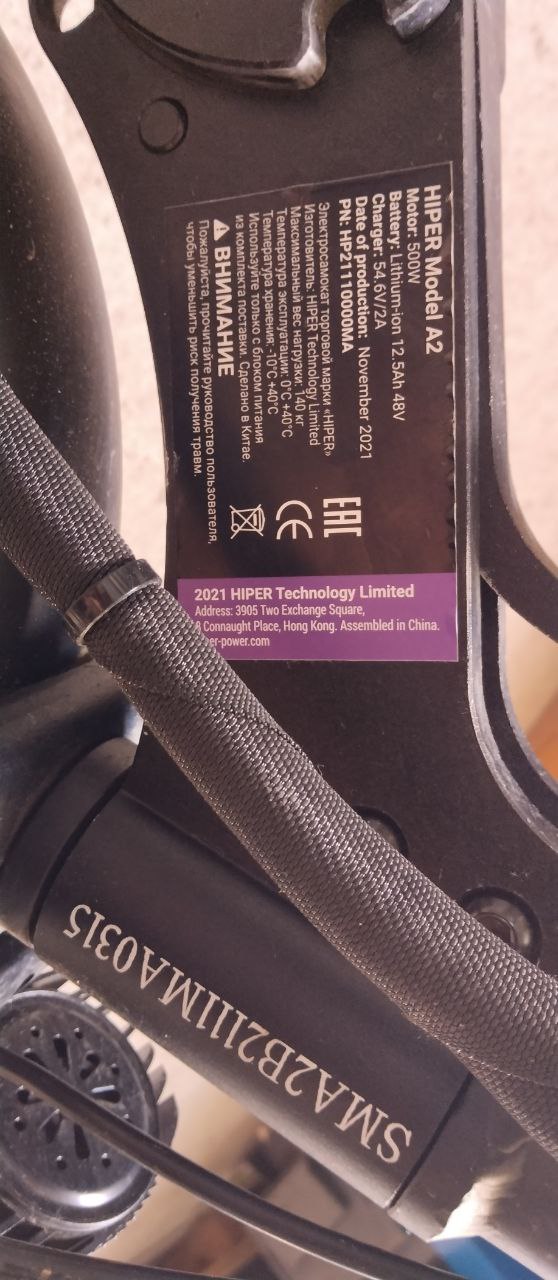 HIPER Model A2
Motor: 500W
Battery: Lithium-ion 12.5Ah 48V
Charger: 54.6V/2A
Date of production: November 2021
PN: HP21110000MA
Электросамокат торговой марки «HIPER»
Изготовитель: HIPER Technology Limited
Максимальный вес нагрузки: 140 кг
Температура эксплуатации: 0°C +40°C
Температура хранения: -10°C +40°C
Используйте только с блоком питания
из комплекта поставки. Сделано в Китае.
ВНИМАНИЕ
Пожалуйста, прочитайте руководство пользователя,
чтобы уменьшить риск получения травм.
EAC
CE
2021 HIPER Technology Limited
Address: 3905 Two Exchange Square,
8 Connaught Place, Hong Kong. Assembled in China.
SMA2B2111MA0315